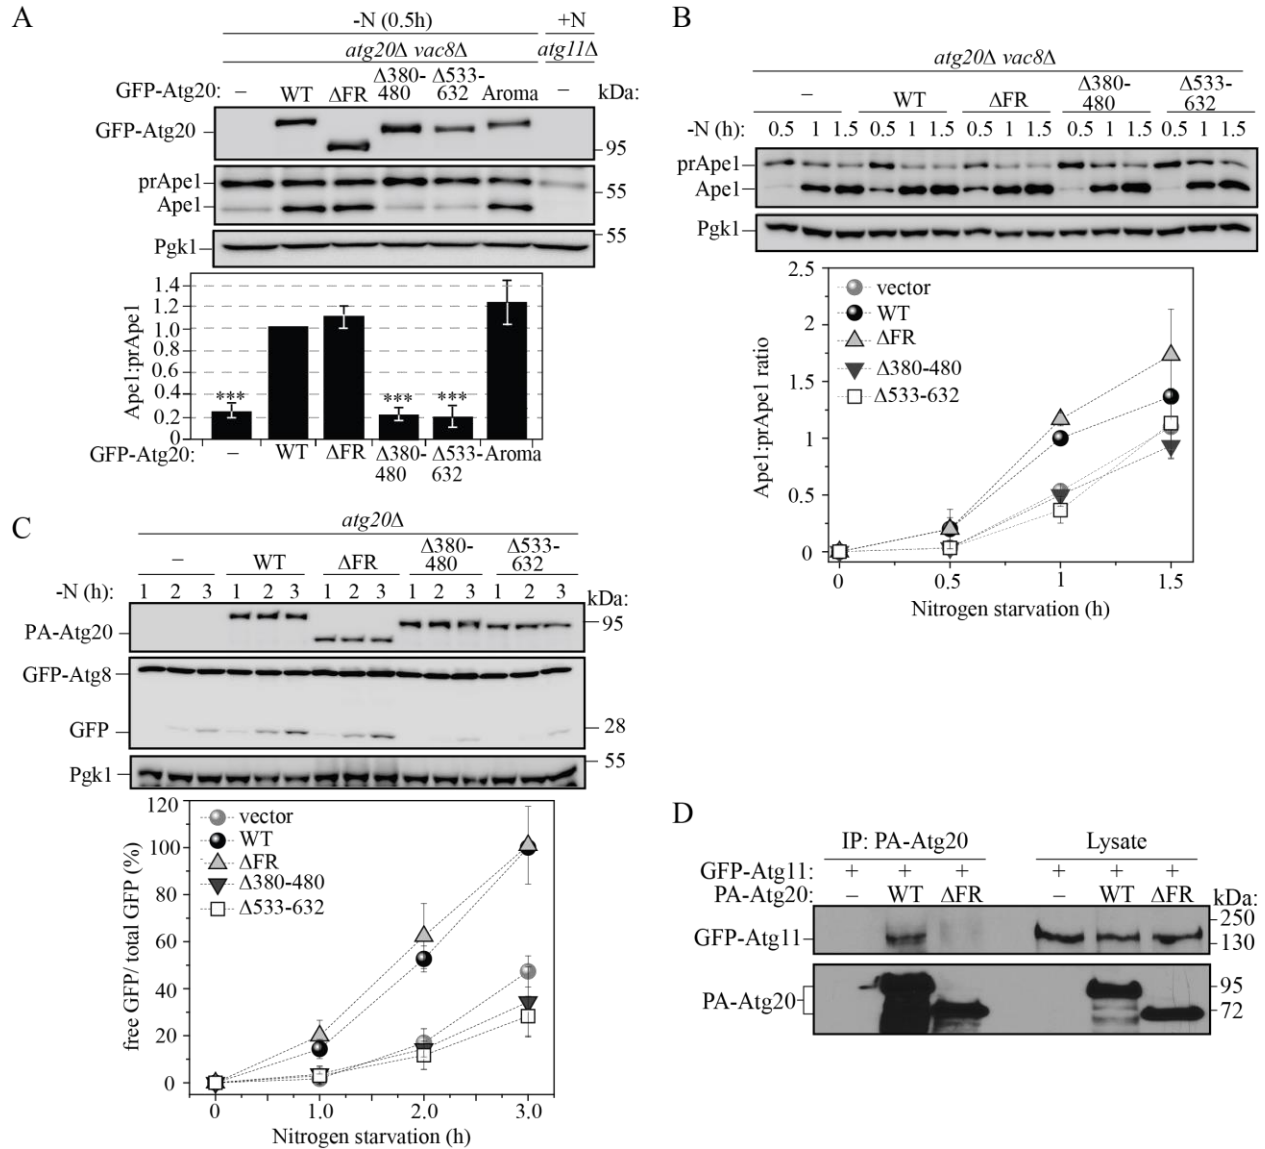 A
-N (0.5h)
+N
atg20Δ vac8Δ
atg11Δ
GFP-Atg20:
–
WT
ΔFR
Δ380-
480
Δ533-
632
Aroma
–
kDa:
GFP-Atg20
95
prApe1
55
Ape1
Pgk1
55
1.4
1.2
1.0
0.8
0.6
0.4
0.2
0
Ape1:prApe1
***
***
***
GFP-Atg20:
–
WT
ΔFR
Δ380-
480
Δ533-
632
Aroma
B
atg20Δ vac8Δ
–
WT
ΔFR
Δ380-
480
Δ533-
632
-N (h):
0.5 1 1.5 0.5 1 1.5 0.5 1 1.5 0.5 1 1.5 0.5 1 1.5
prApe1
Ape1
Pgk1
2.5
2
1.5
1
0.5
0
Ape1:prApe1 ratio
vector
WT
ΔFR
Δ380-480
Δ533-632
0 0.5 1 1.5
Nitrogen starvation (h)
C
atg20Δ
–
WT
ΔFR
Δ380-
480
Δ533-
632
-N (h):
1 2 3 1 2 3 1 2 3 1 2 3 1 2 3
kDa:
PA-Atg20
95
GFP-Atg8
GFP
28
Pgk1
55
120
100
80
60
40
20
0
free GFP/ total GFP (%)
vector
WT
ΔFR
Δ380-480
Δ533-632
0 1.0 2.0 3.0
Nitrogen starvation (h)
D
IP: PA-Atg20
Lysate
GFP-Atg11:
+ + + + + +
PA-Atg20:
– WT ΔFR – WT ΔFR
kDa:
GFP-Atg11
250
130
PA-Atg20
95
72